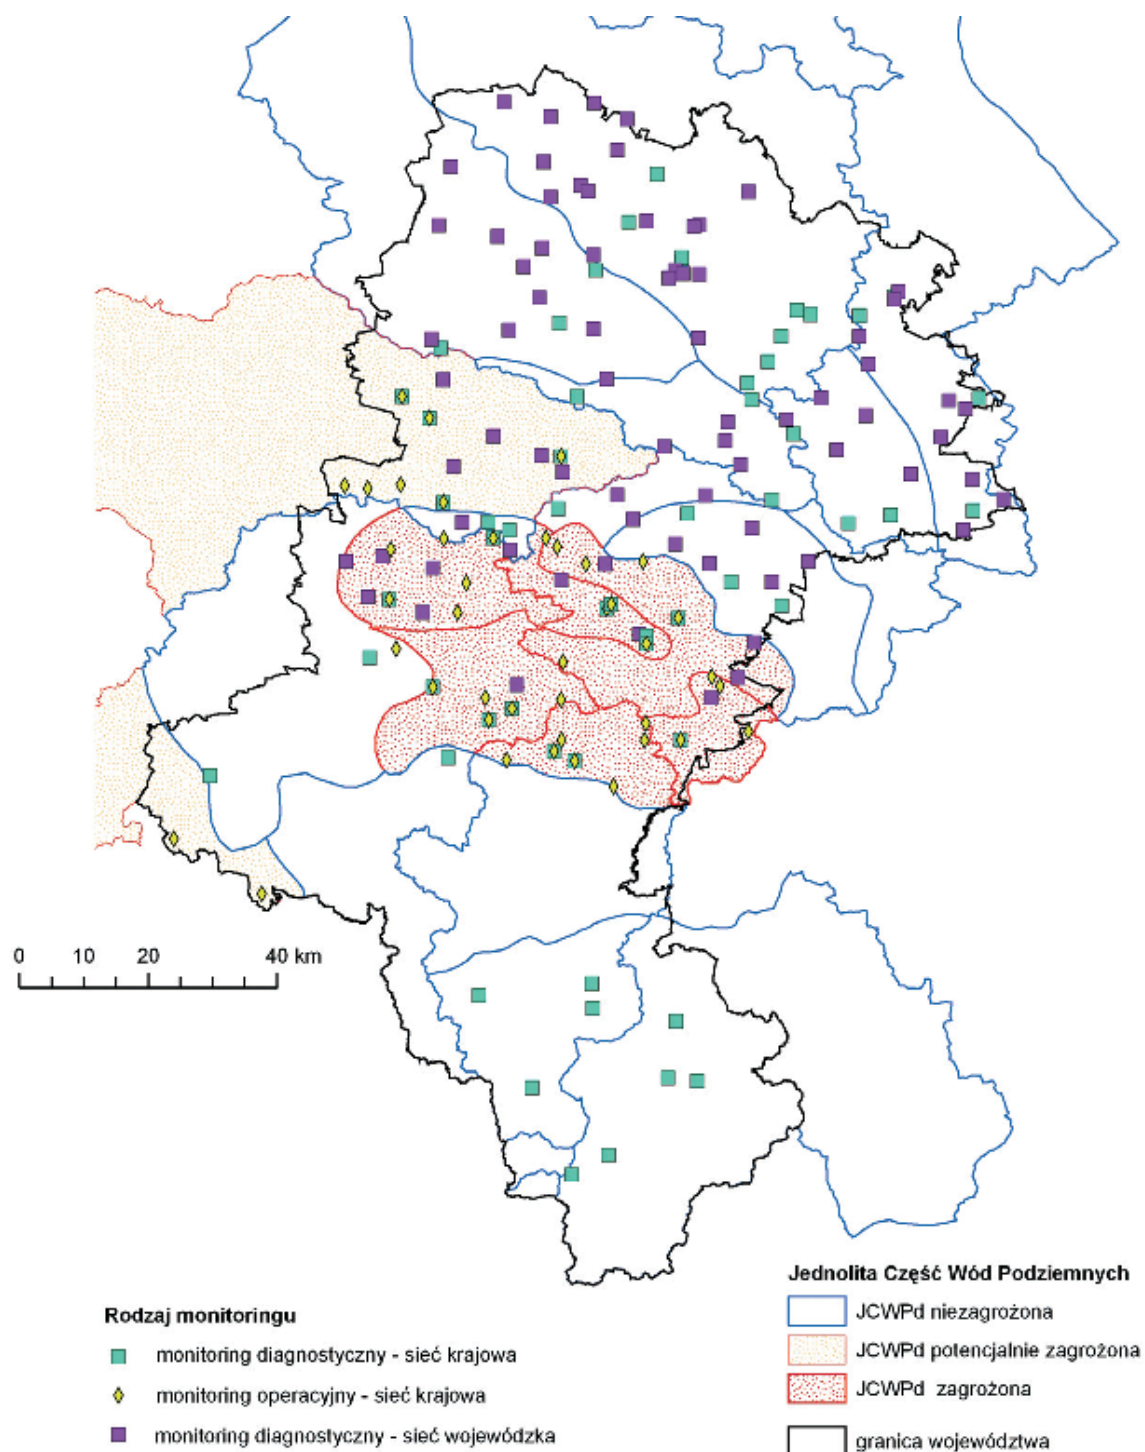 0 10 20 40 km
Rodzaj monitoringu
monitoring diagnostyczny - sieć krajowa
monitoring operacyjny - sieć krajowa
monitoring diagnostyczny - sieć wojewódzka
Jednolita Część Wód Podziemnych
JCWPd niezagrożona
JCWPd potencjalnie zagrożona
JCWPd zagrożona
granica województwa